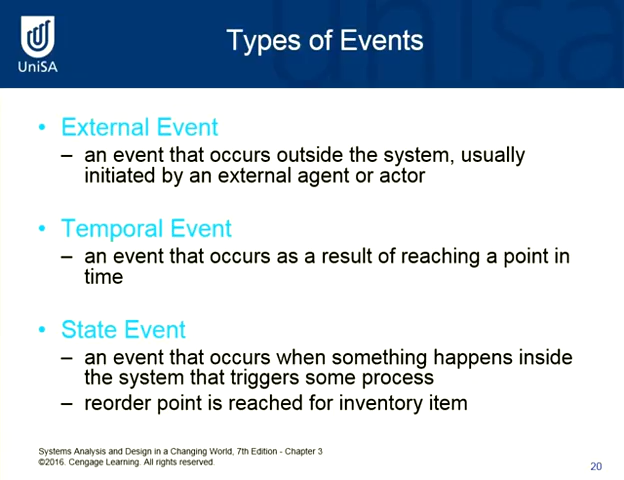 UniSA
Types of Events
• External Event
– an event that occurs outside the system, usually
initiated by an external agent or actor
• Temporal Event
– an event that occurs as a result of reaching a point in
time
• State Event
– an event that occurs when something happens inside
the system that triggers some process
– reorder point is reached for inventory item
Systems Analysis and Design in a Changing World, 7th Edition - Chapter 3
©2016. Cengage Learning. All rights reserved.
20